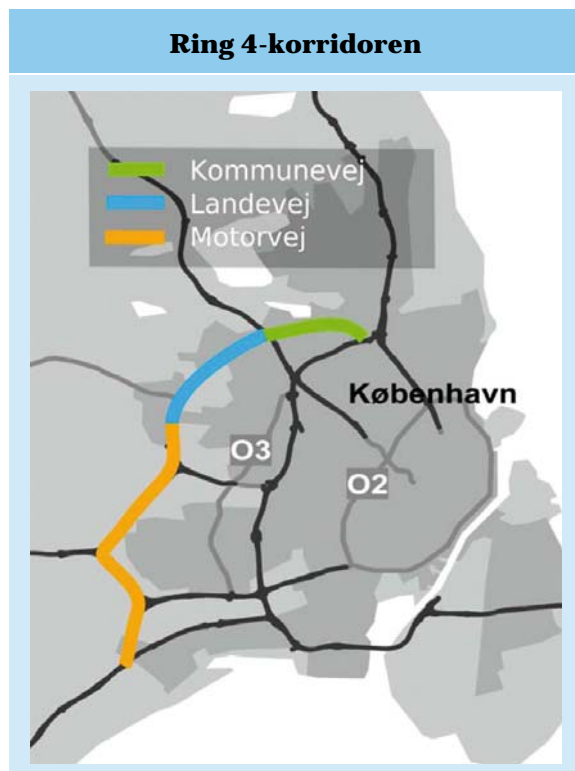 Ring 4-korridoren
Kommunevej
Landevej
Motorvej
København
O3
O2